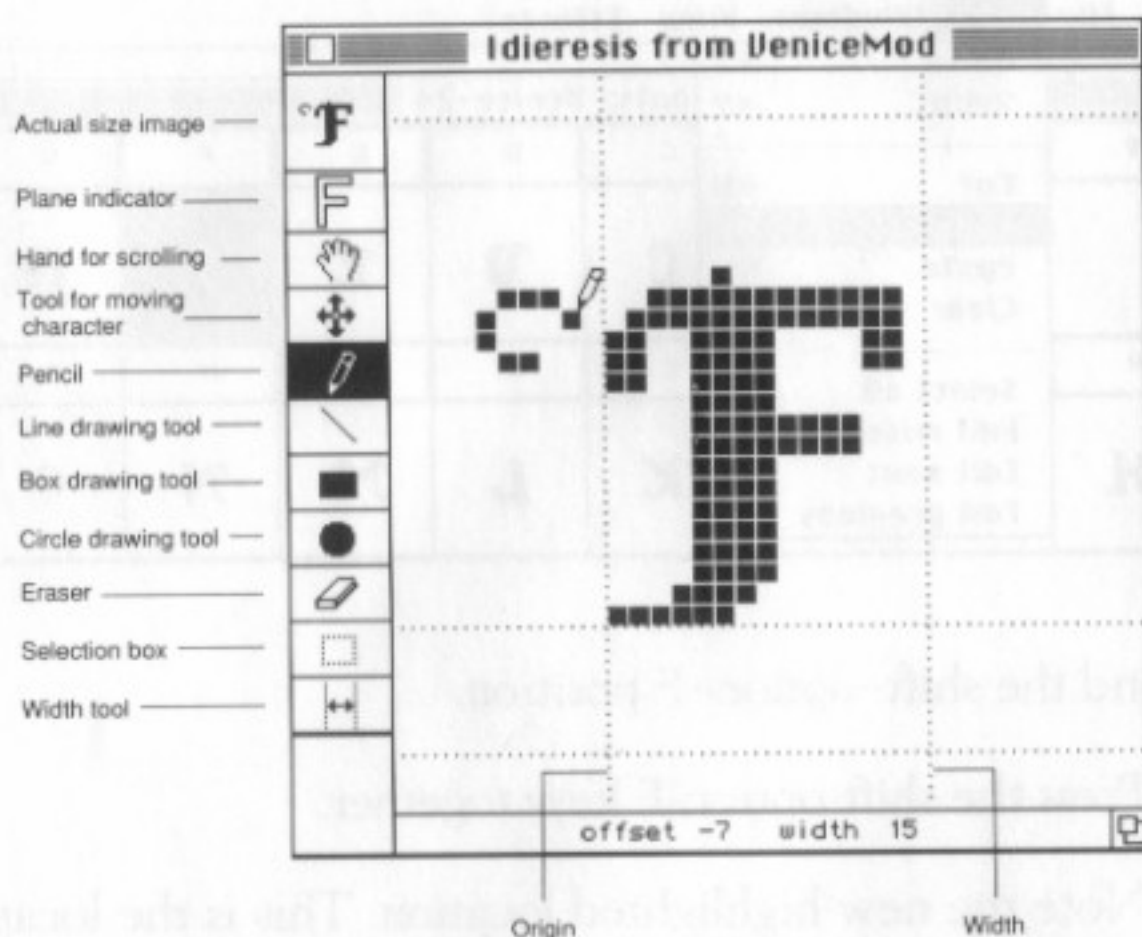 Idieresis from VeniceMod
Actual size image
Plane indicator
Hand for scrolling
Tool for moving
character
Pencil
Line drawing tool
Box drawing tool
Circle drawing tool
Eraser
Selection box
Width tool
offset -7 width 15
Origin
Width